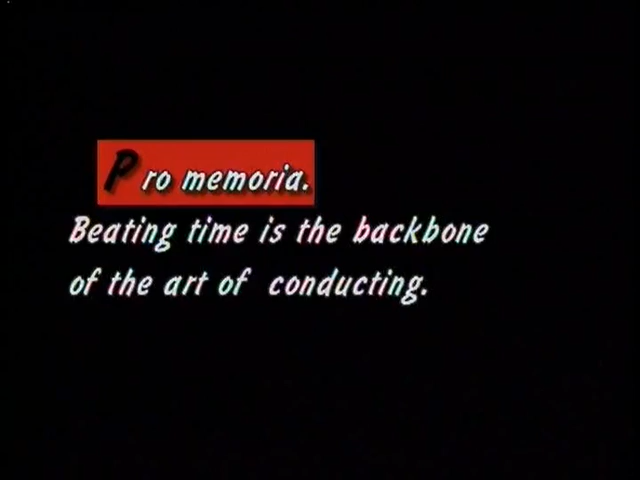 Pro memoria.
Beating time is the backbone
of the art of conducting.